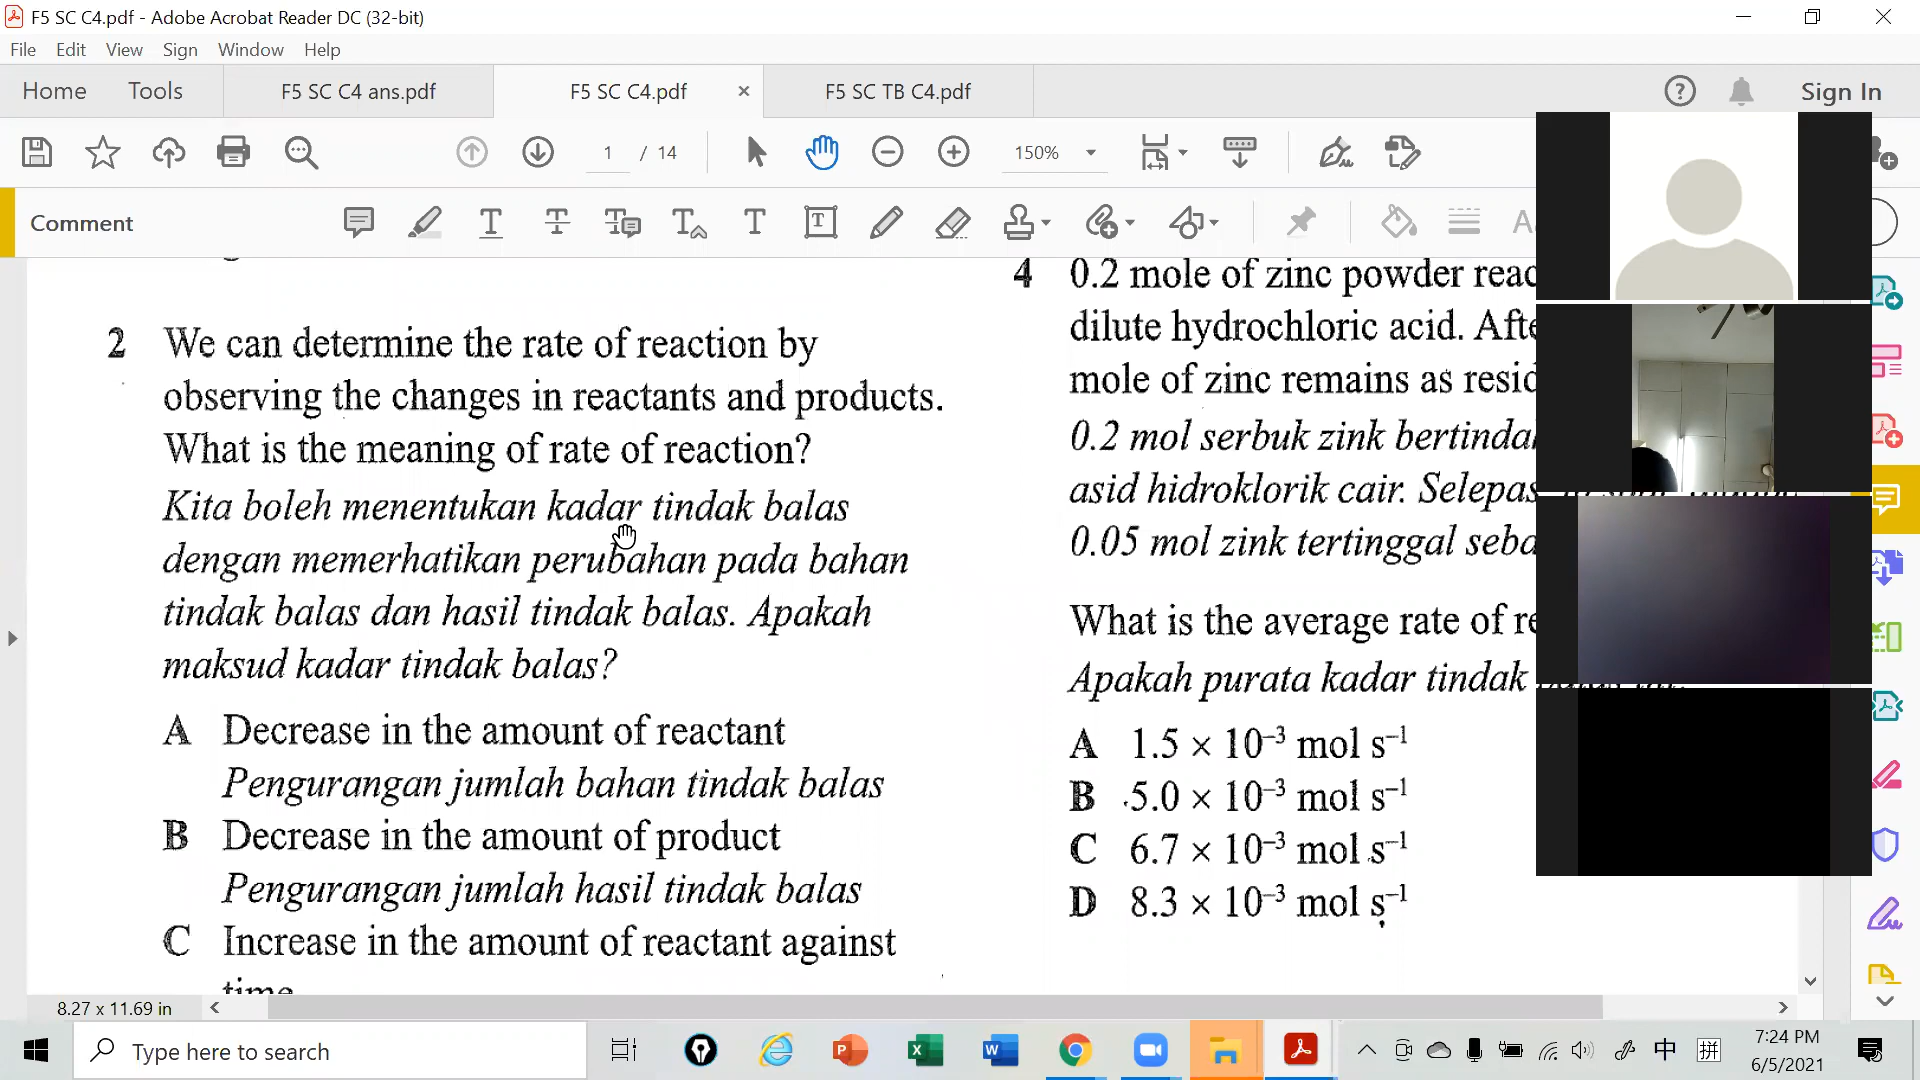 F5 SC C4.pdf - Adobe Acrobat Reader DC (32-bit)
File Edit View Sign Window Help
Home Tools F5 SC C4 ans.pdf F5 SC C4.pdf × F5 SC TB C4.pdf Sign In
1 / 14 150%
Comment
2 We can determine the rate of reaction by
observing the changes in reactants and products.
What is the meaning of rate of reaction?
Kita boleh menentukan kadar tindak balas
dengan memerhatikan perubahan pada bahan
tindak balas dan hasil tindak balas. Apakah
maksud kadar tindak balas?
A Decrease in the amount of reactant
Pengurangan jumlah bahan tindak balas
B Decrease in the amount of product
Pengurangan jumlah hasil tindak balas
C Increase in the amount of reactant against
time
4 0.2 mole of zinc powder
dilute hydrochloric acid.
mole of zinc remains as
0.2 mol serbuk zink
asid hidroklorik cair. Selepas
0.05 mol zink tertinggal
What is the average rate of
Apakah purata kadar tindak
A 1.5 × 10⁻³ mol s⁻¹
B 5.0 × 10⁻³ mol s⁻¹
C 6.7 × 10⁻³ mol s⁻¹
D 8.3 × 10⁻³ mol s⁻¹
8.27 x 11.69 in
Type here to search
中 拼 7:24 PM
6/5/2021